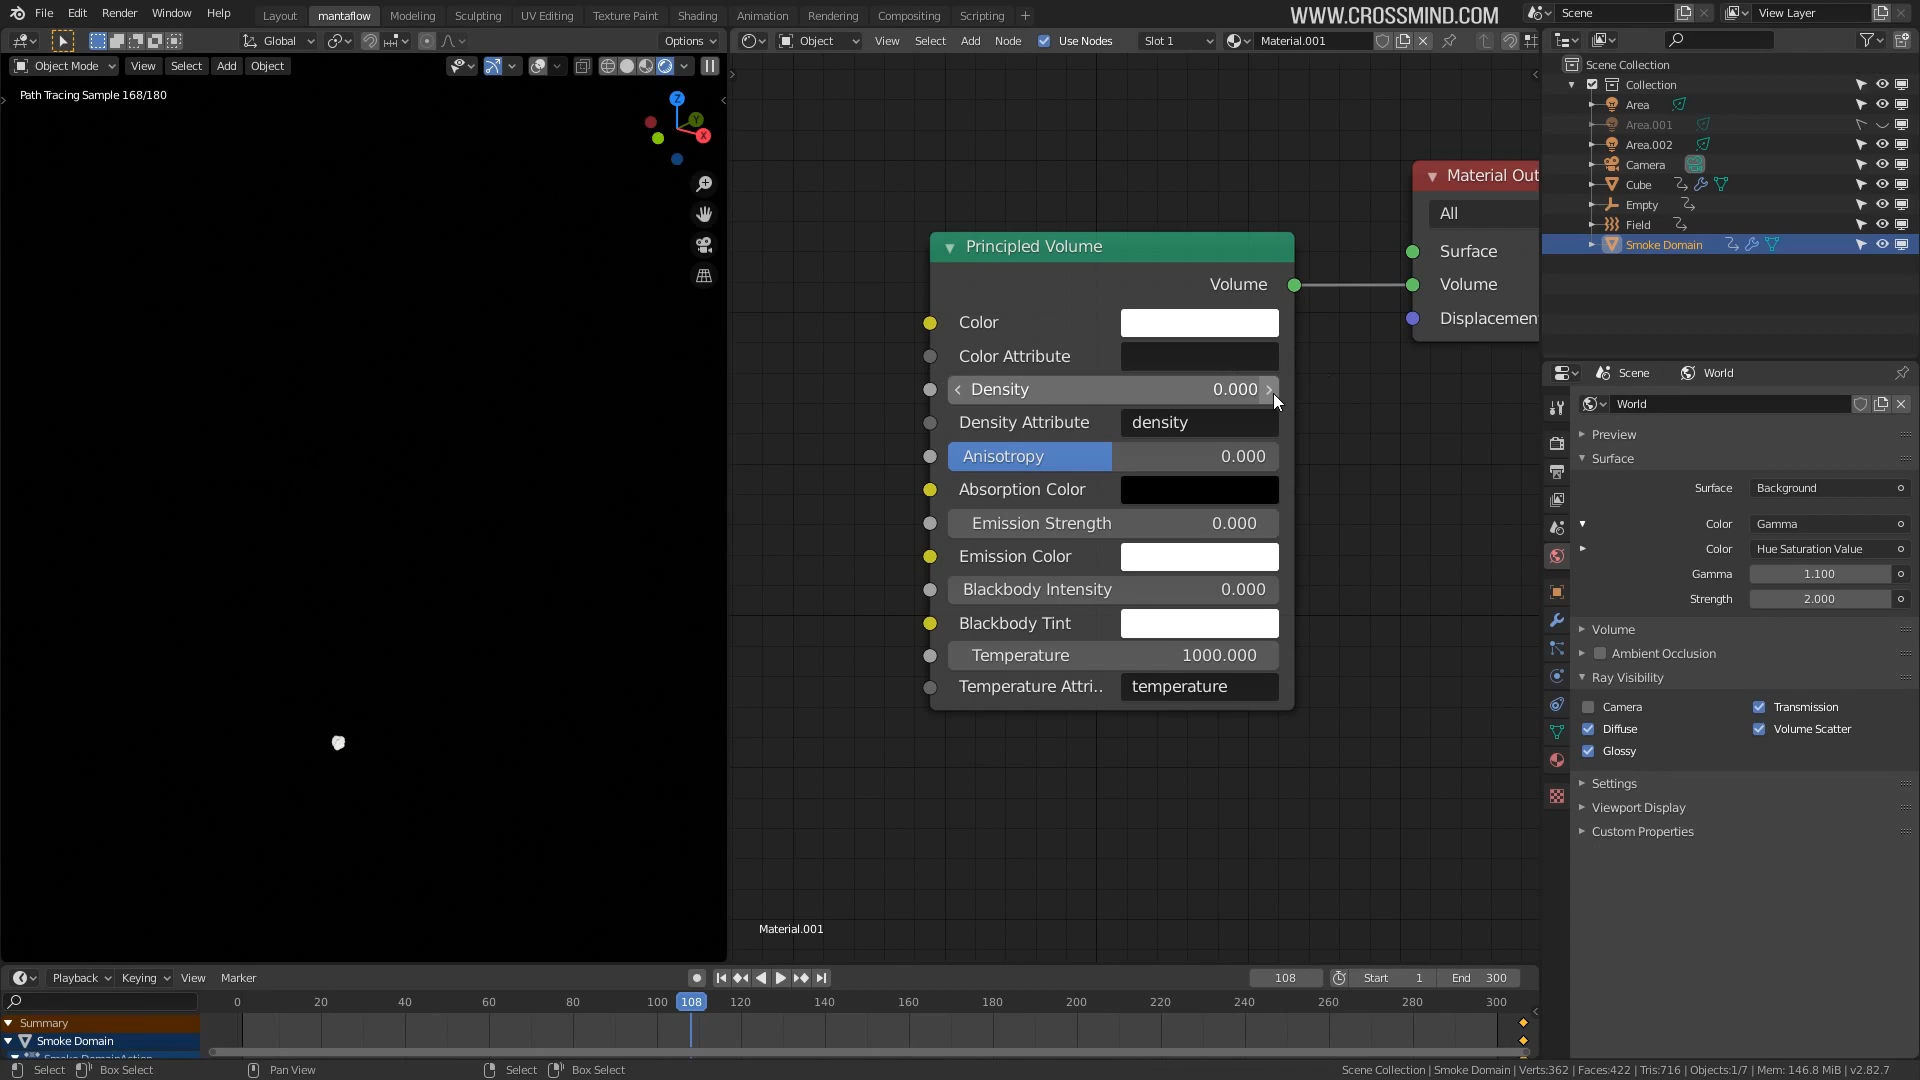 File Edit Render Window Help
Layout mantaflow Modeling Sculpting UV Editing Texture Paint Shading Animation Rendering Compositing Scripting +
WWW.CROSSMIND.COM
Scene
View Layer
Global
Options
Object
View Select Add Node
Use Nodes
Slot 1
Material.001
Object Mode
View Select Add Object
Path Tracing Sample 168/180
Z
Y
X
Material Out
All
Surface
Volume
Displacemen
Principled Volume
Volume
Color
Color Attribute
Density 0.000
Density Attribute density
Anisotropy 0.000
Absorption Color
Emission Strength 0.000
Emission Color
Blackbody Intensity 0.000
Blackbody Tint
Temperature 1000.000
Temperature Attri.. temperature
Material.001
Scene Collection
Collection
Area
Area.001
Area.002
Camera
Cube
Empty
Field
Smoke Domain
Scene World
World
Preview
Surface
Surface Background
Color Gamma
Color Hue Saturation Value
Gamma 1.100
Strength 2.000
Volume
Ambient Occlusion
Ray Visibility
Camera Transmission
Diffuse Volume Scatter
Glossy
Settings
Viewport Display
Custom Properties
Playback Keying View Marker
108
Start 1
End 300
0 20 40 60 80 100 108 120 140 160 180 200 220 240 260 280 300
Summary
Smoke Domain
Smoke DomainAction
Select Box Select Pan View Select Box Select
Scene Collection | Smoke Domain | Verts:362 | Faces:422 | Tris:716 | Objects:1/7 | Mem: 146.8 MiB | v2.82.7